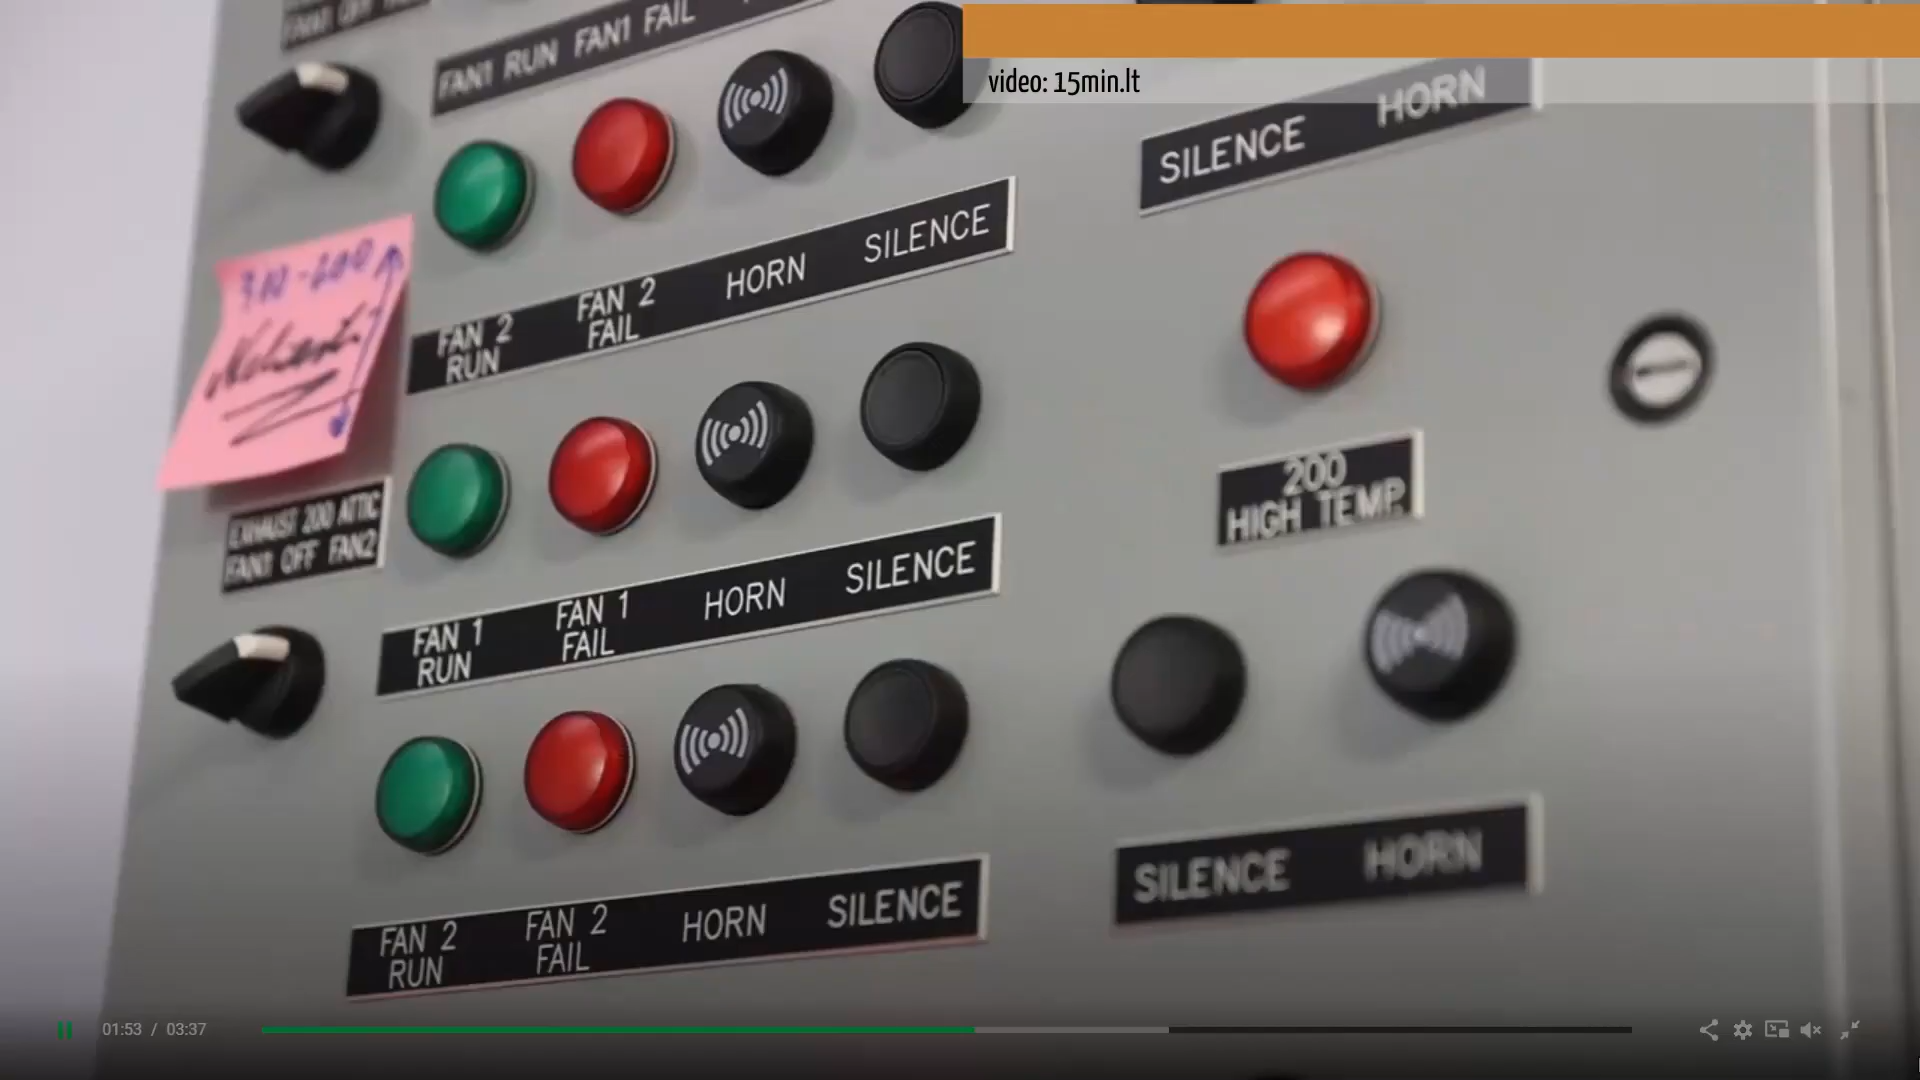 video: 15min.lt
FAN1 RUN FAN1 FAIL
SILENCE HORN
FAN 2 RUN
FAN 2 FAIL
HORN
SILENCE
200
HIGH TEMP.
EXHAUST 200 ATTIC
FAN1 OFF FAN2
FAN 1 RUN
FAN 1 FAIL
HORN
SILENCE
SILENCE HORN
FAN 2 RUN
FAN 2 FAIL
HORN
SILENCE
01:53 / 03:37